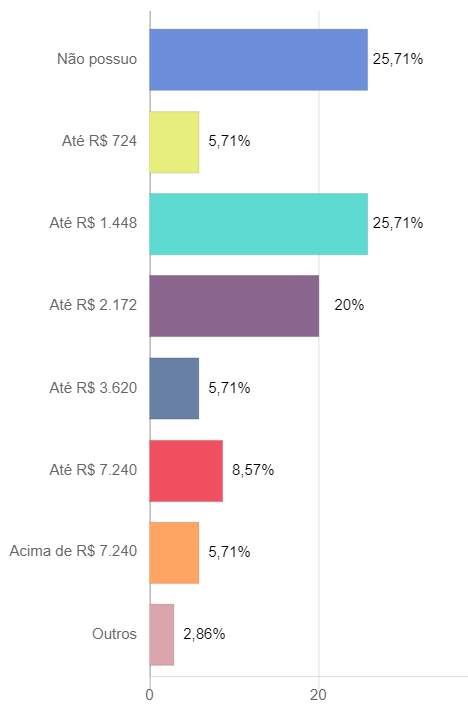 Não possuo 25,71%
Até R$ 724 5,71%
Até R$ 1.448 25,71%
Até R$ 2.172 20%
Até R$ 3.620 5,71%
Até R$ 7.240 8,57%
Acima de R$ 7.240 5,71%
Outros 2,86%
0 20